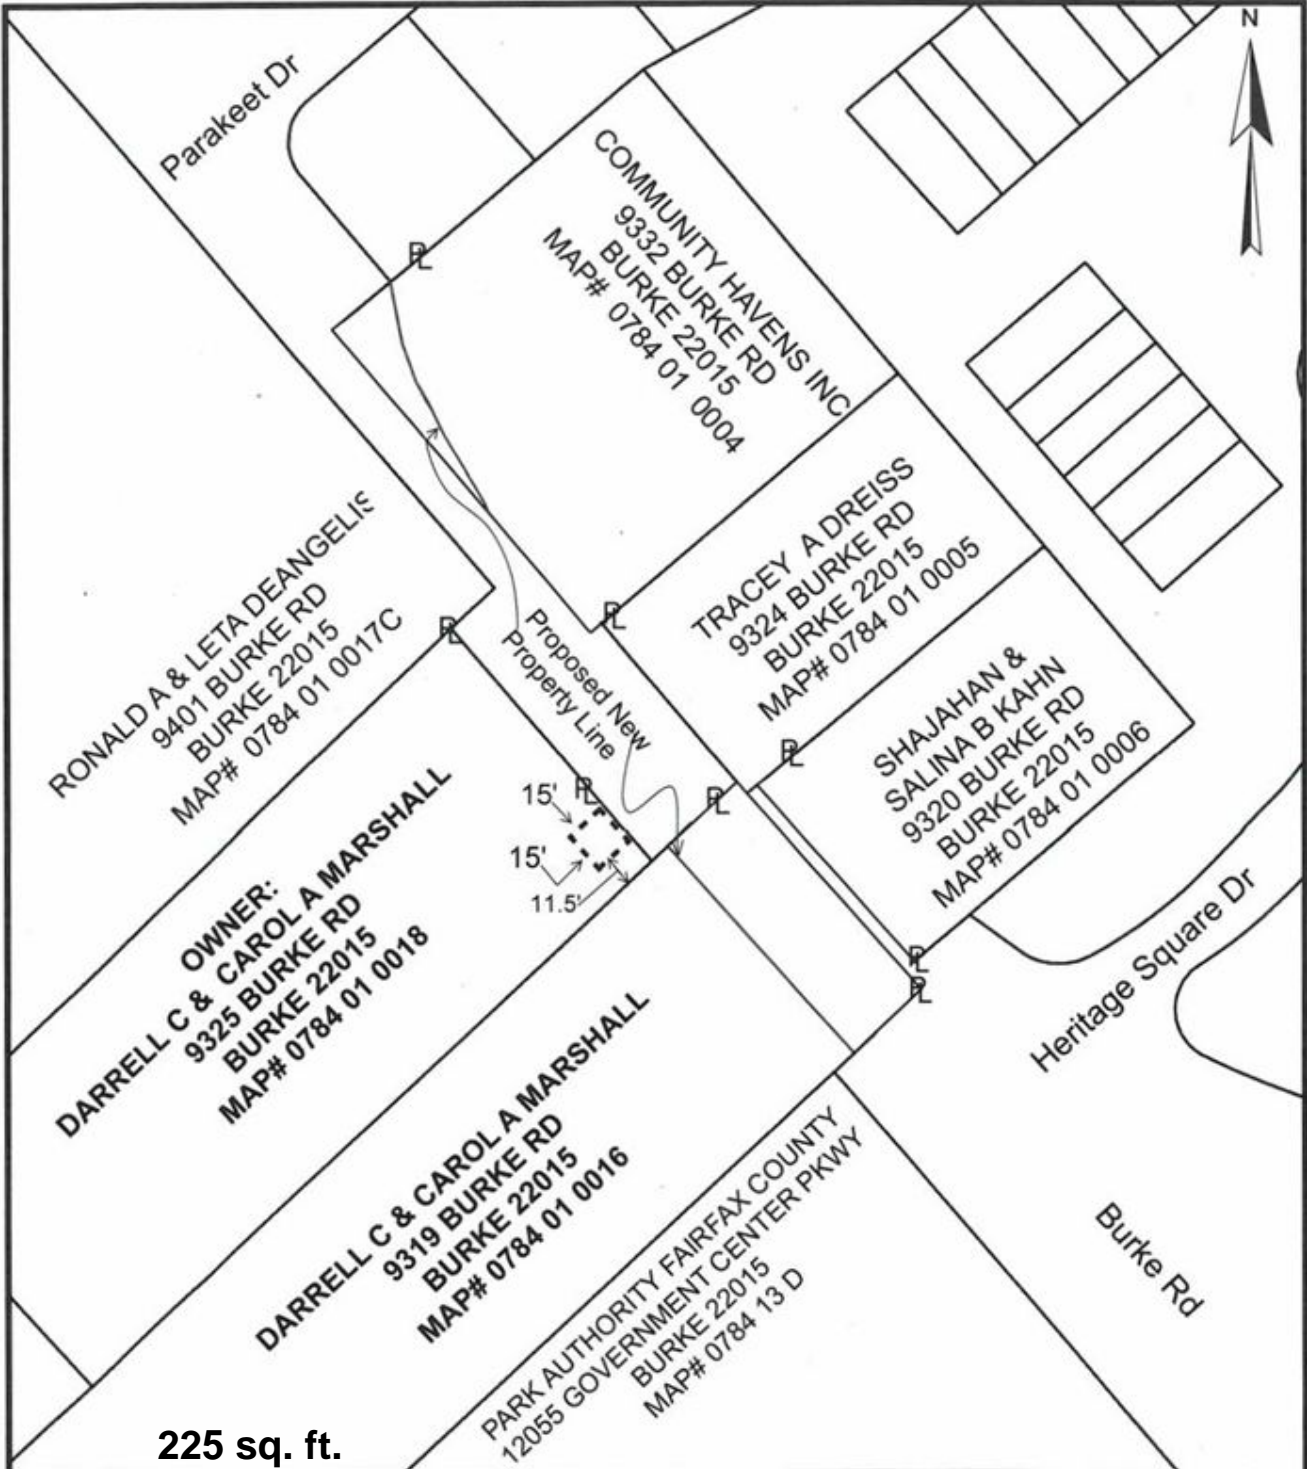 N
Parakeet Dr
COMMUNITY HAVENS INC
9332 BURKE RD
BURKE 22015
MAP# 0784 01 0004
PL
TRACEY A DREISS
9324 BURKE RD
BURKE 22015
MAP# 0784 01 0005
PL
RONALD A & LETA DEANGELIS
9401 BURKE RD
BURKE 22015
MAP# 0784 01 0017C
PL
Proposed New
Property Line
SHAJAHAN &
SALINA B KAHN
9320 BURKE RD
BURKE 22015
MAP# 0784 01 0006
PL
PL
PL
15'
15'
11.5'
OWNER:
DARRELL C & CAROL A MARSHALL
9325 BURKE RD
BURKE 22015
MAP# 0784 01 0018
PL
PL
Heritage Square Dr
DARRELL C & CAROL A MARSHALL
9319 BURKE RD
BURKE 22015
MAP# 0784 01 0016
PARK AUTHORITY FAIRFAX COUNTY
12055 GOVERNMENT CENTER PKWY
BURKE 22015
MAP# 0784 13 D
Burke Rd
225 sq. ft.